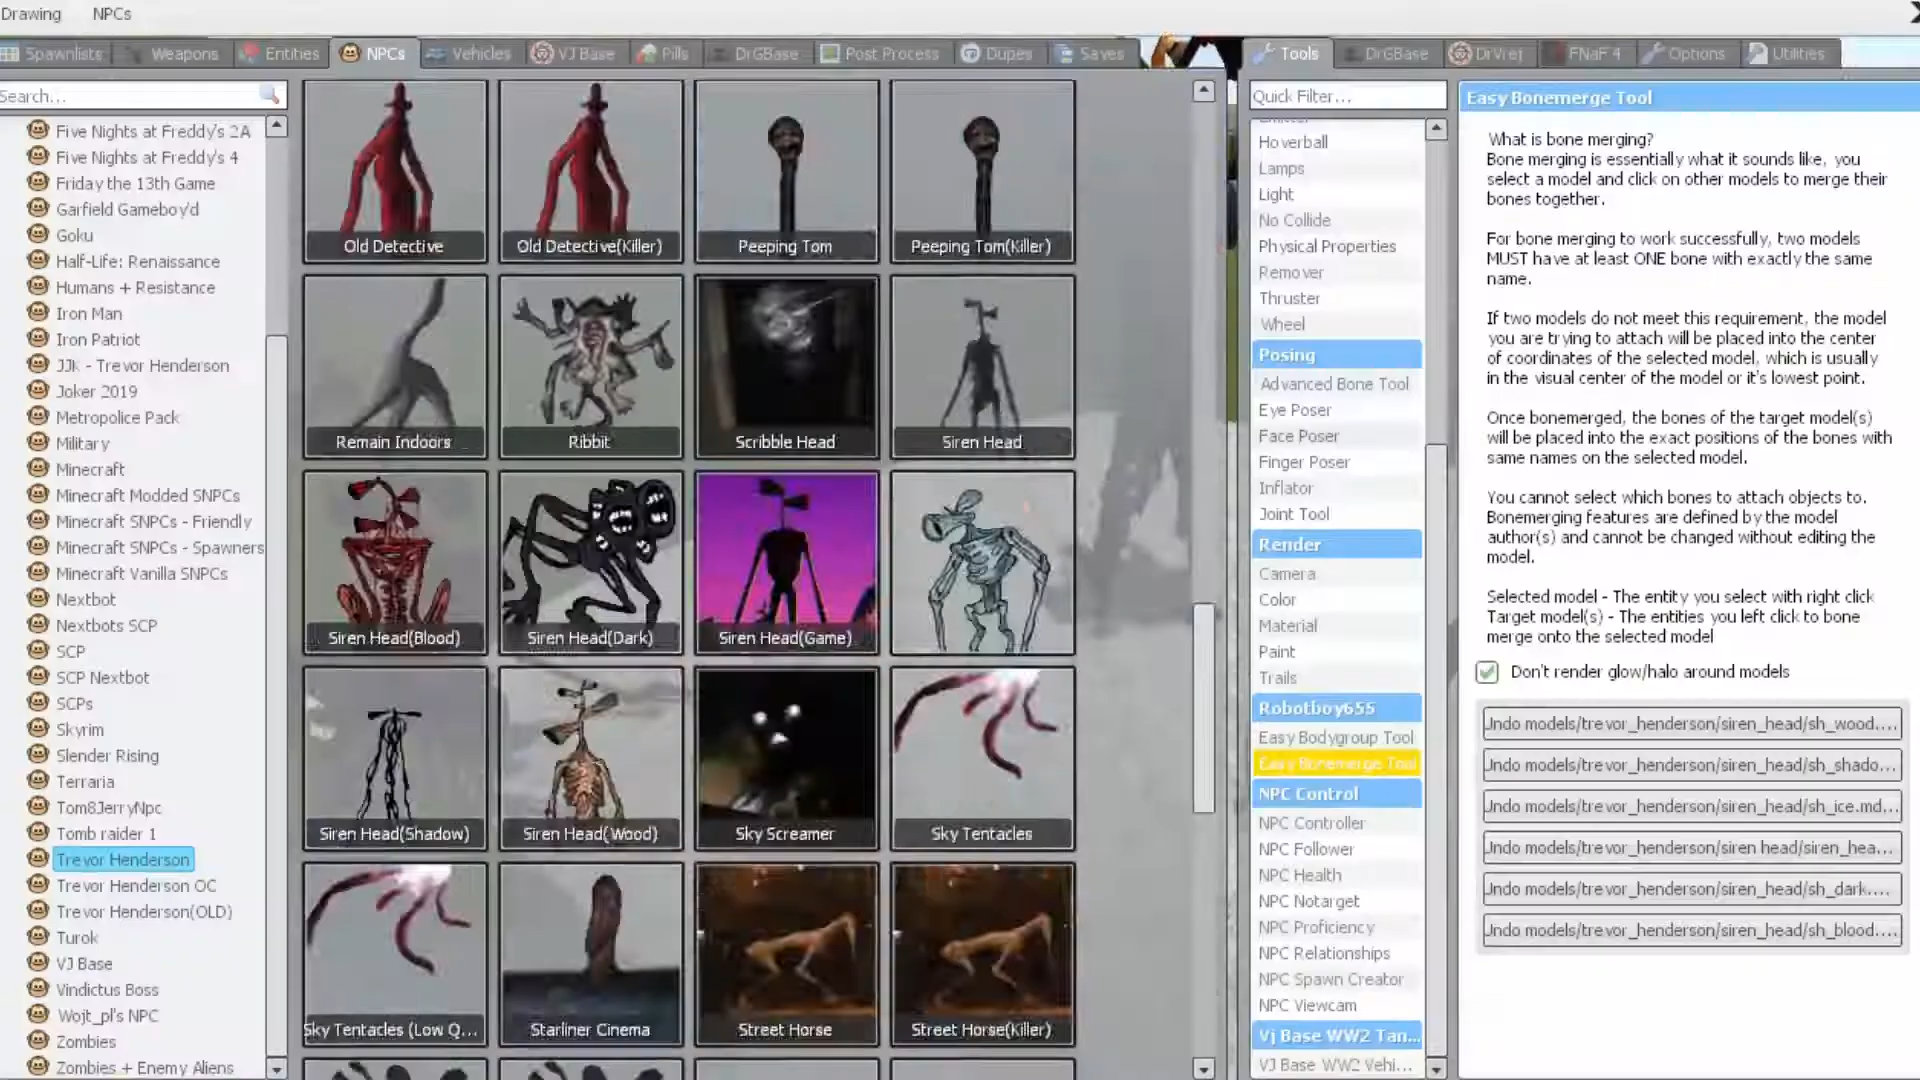 Drawing NPCs
Spawnlists Weapons Entities NPCs Vehicles VJ Base Pills DrGBase Post Process Dupes Saves
Tools DrGBase DrVrej FNaF 4 Options Utilities
Search...
Five Nights at Freddy's 2A
Five Nights at Freddy's 4
Friday the 13th Game
Garfield Gameboy'd
Goku
Half-Life: Renaissance
Humans + Resistance
Iron Man
Iron Patriot
JJk - Trevor Henderson
Joker 2019
Metropolice Pack
Military
Minecraft
Minecraft Modded SNPCs
Minecraft SNPCs - Friendly
Minecraft SNPCs - Spawners
Minecraft Vanilla SNPCs
Nextbot
Nextbots SCP
SCP
SCP Nextbot
SCPs
Skyrim
Slender Rising
Terraria
Tom8JerryNpc
Tomb raider 1
Trevor Henderson
Trevor Henderson OC
Trevor Henderson(OLD)
Turok
VJ Base
Vindictus Boss
Wojt_pl's NPC
Zombies
Zombies + Enemy Aliens
Old Detective
Old Detective(Killer)
Peeping Tom
Peeping Tom(Killer)
Remain Indoors
Ribbit
Scribble Head
Siren Head
Siren Head(Blood)
Siren Head(Dark)
Siren Head(Game)
Siren Head(Shadow)
Siren Head(Wood)
Sky Screamer
Sky Tentacles
Sky Tentacles (Low Q...
Starliner Cinema
Street Horse
Street Horse(Killer)
Quick Filter...
Hoverball
Lamps
Light
No Collide
Physical Properties
Remover
Thruster
Wheel
Posing
Advanced Bone Tool
Eye Poser
Face Poser
Finger Poser
Inflator
Joint Tool
Render
Camera
Color
Material
Paint
Trails
Robotboy655
Easy Bodygroup Tool
Easy Bonemerge Tool
NPC Control
NPC Controller
NPC Follower
NPC Health
NPC Notarget
NPC Proficiency
NPC Relationships
NPC Spawn Creator
NPC Viewcam
Vj Base WW2 Tan...
VJ Base WW2 Vehi...
Easy Bonemerge Tool
What is bone merging?
Bone merging is essentially what it sounds like, you
select a model and click on other models to merge their
bones together.
For bone merging to work successfully, two models
MUST have at least ONE bone with exactly the same
name.
If two models do not meet this requirement, the model
you are trying to attach will be placed into the center
of coordinates of the selected model, which is usually
in the visual center of the model or it's lowest point.
Once bonemerged, the bones of the target model(s)
will be placed into the exact positions of the bones with
same names on the selected model.
You cannot select which bones to attach objects to.
Bonemerging features are defined by the model
author(s) and cannot be changed without editing the
model.
Selected model - The entity you select with right click
Target model(s) - The entities you left click to bone
merge onto the selected model
Don't render glow/halo around models
Undo models/trevor_henderson/siren_head/sh_wood....
Undo models/trevor_henderson/siren_head/sh_shado...
Undo models/trevor_henderson/siren_head/sh_ice.md...
Undo models/trevor_henderson/siren head/siren_hea...
Undo models/trevor_henderson/siren_head/sh_dark....
Undo models/trevor_henderson/siren_head/sh_blood....